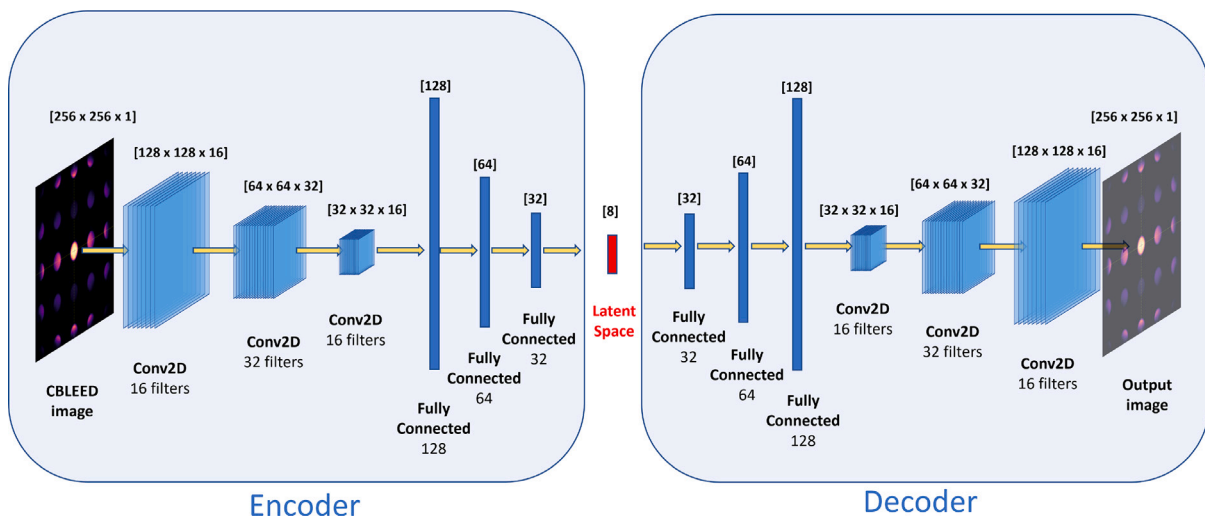 [256 x 256 x 1]
[128 x 128 x 16]
[64 x 64 x 32]
[32 x 32 x 16]
[128]
[64]
[32]
[8]
[32]
[64]
[128]
[32 x 32 x 16]
[64 x 64 x 32]
[128 x 128 x 16]
[256 x 256 x 1]
CBLEED
image
Conv2D
16 filters
Conv2D
32 filters
Conv2D
16 filters
Fully
Connected
128
Fully
Connected
64
Fully
Connected
32
Latent
Space
Fully
Connected
32
Fully
Connected
64
Fully
Connected
128
Conv2D
16 filters
Conv2D
32 filters
Conv2D
16 filters
Output
image
Encoder
Decoder